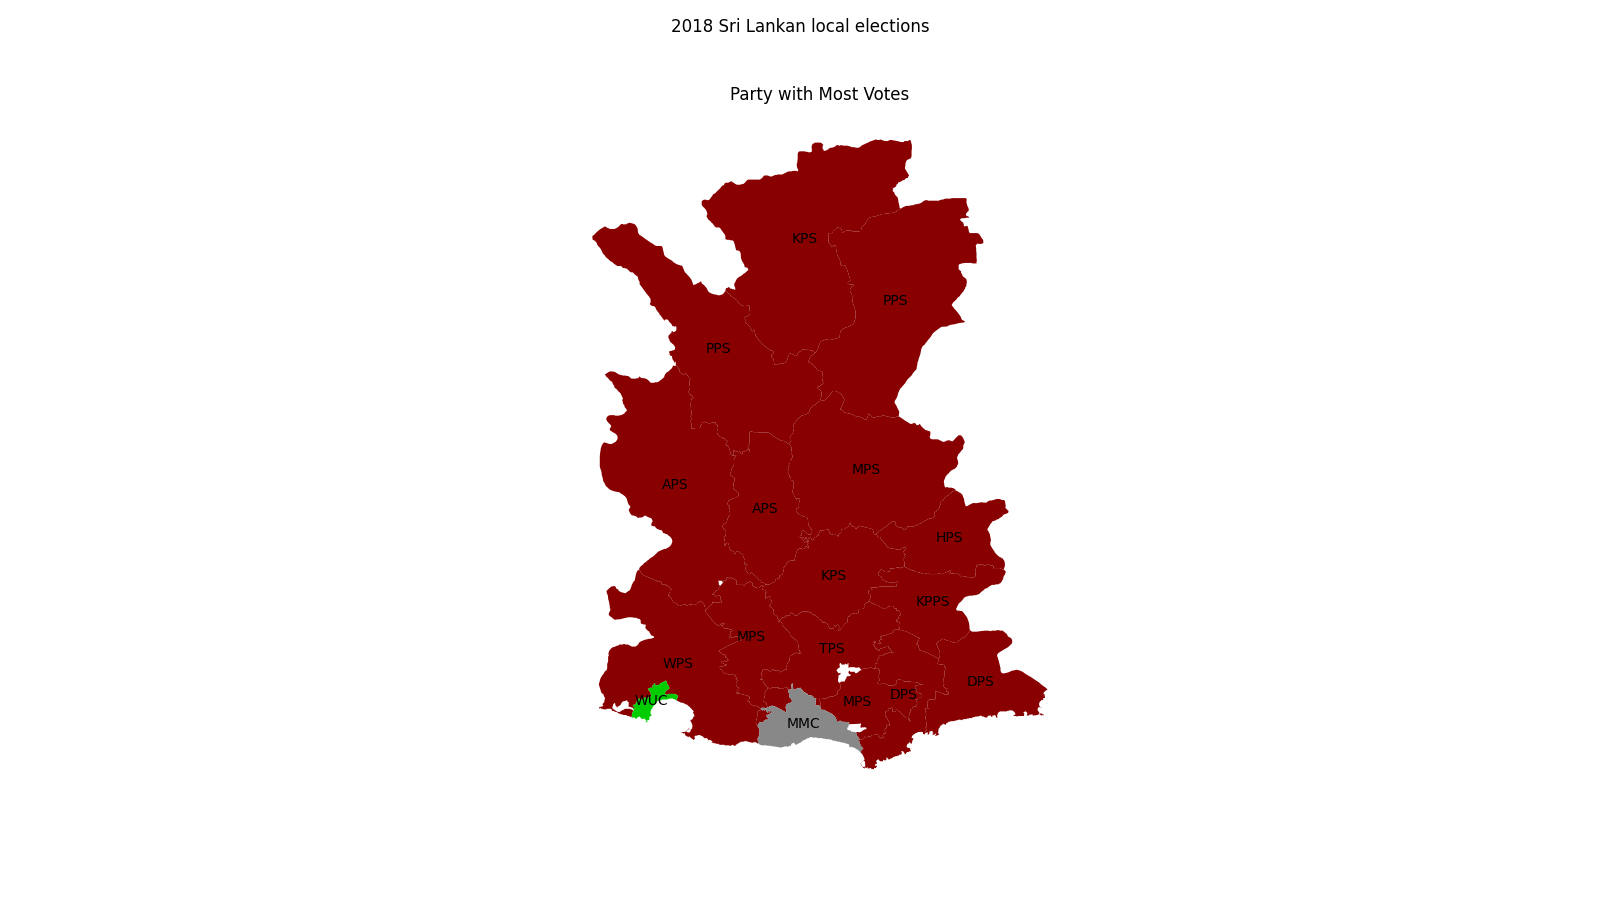 2018 Sri Lankan local elections
Party with Most Votes
KPS
PPS
PPS
MPS
APS
APS
HPS
KPS
KPPS
MPS
TPS
WPS
DPS
DPS
WUC
MPS
MMC